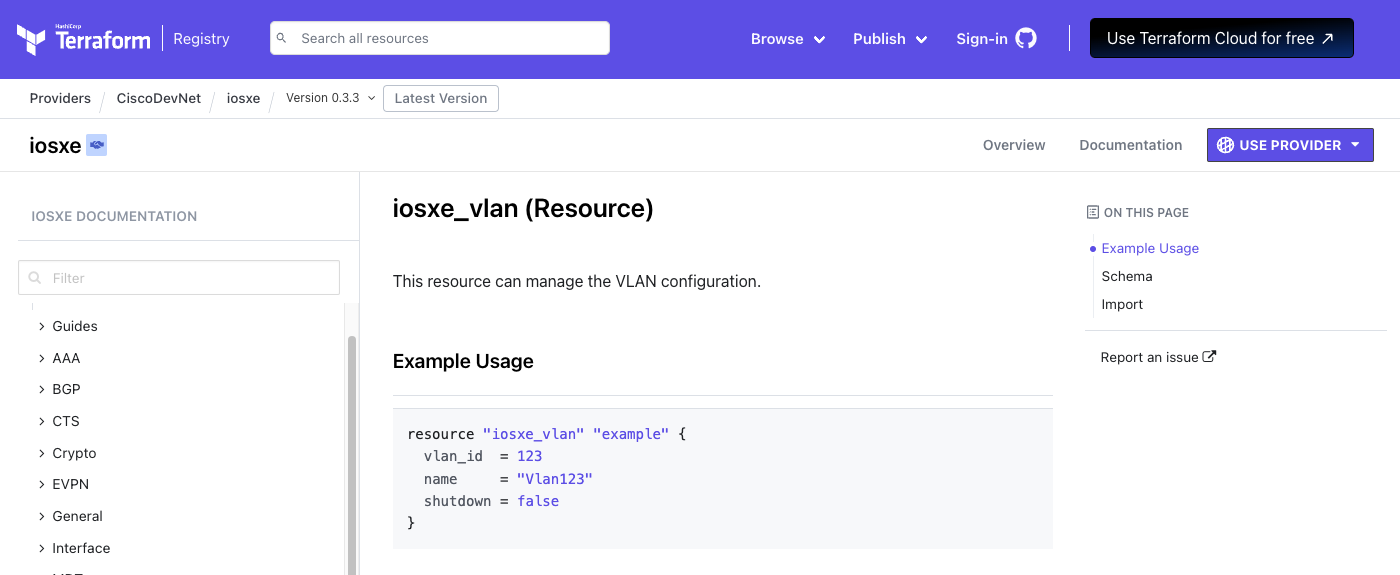 HashiCorp
Terraform Registry Search all resources Browse Publish Sign-in Use Terraform Cloud for free ↗
Providers / CiscoDevNet / iosxe / Version 0.3.3 Latest Version
iosxe Overview Documentation USE PROVIDER
IOSXE DOCUMENTATION
Filter
> Guides
> AAA
> BGP
> CTS
> Crypto
> EVPN
> General
> Interface
iosxe_vlan (Resource)
This resource can manage the VLAN configuration.
Example Usage
resource "iosxe_vlan" "example" {
  vlan_id  = 123
  name     = "Vlan123"
  shutdown = false
}
ON THIS PAGE
Example Usage
Schema
Import
Report an issue